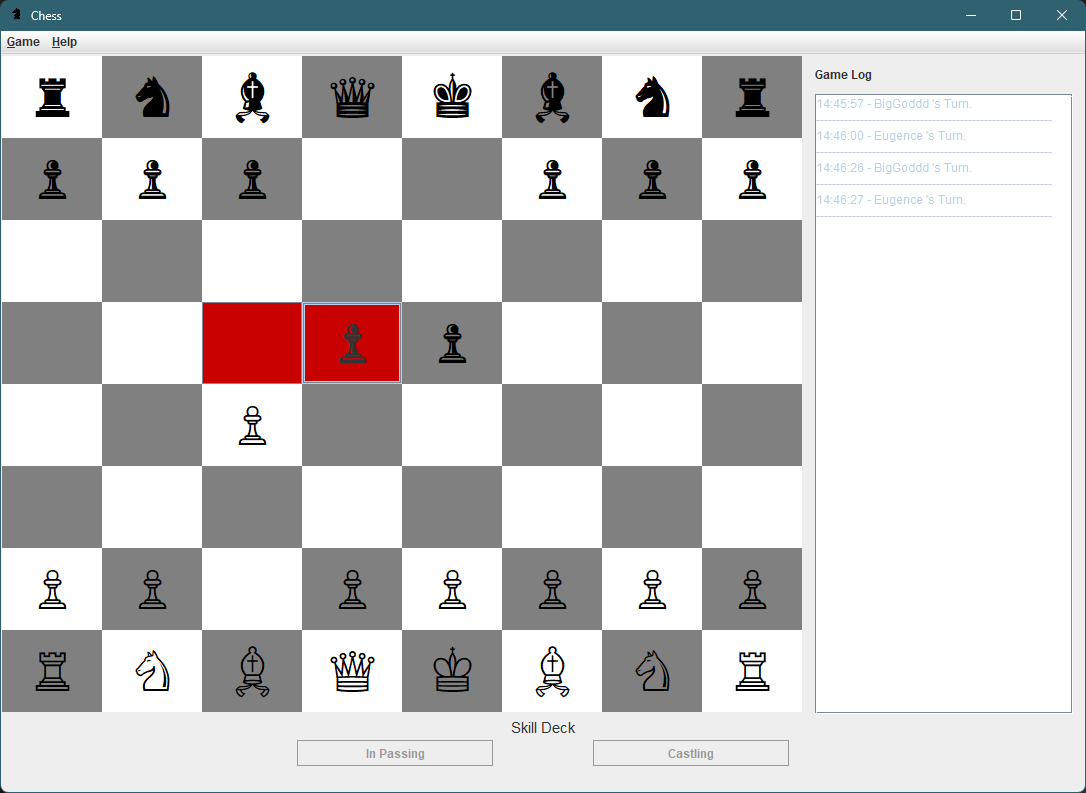 Chess
Game Help
Game Log
14:45:57 - BigGoddd 's Turn.
14:46:00 - Eugence 's Turn.
14:46:26 - BigGoddd 's Turn.
14:46:27 - Eugence 's Turn.
Skill Deck
In Passing Castling